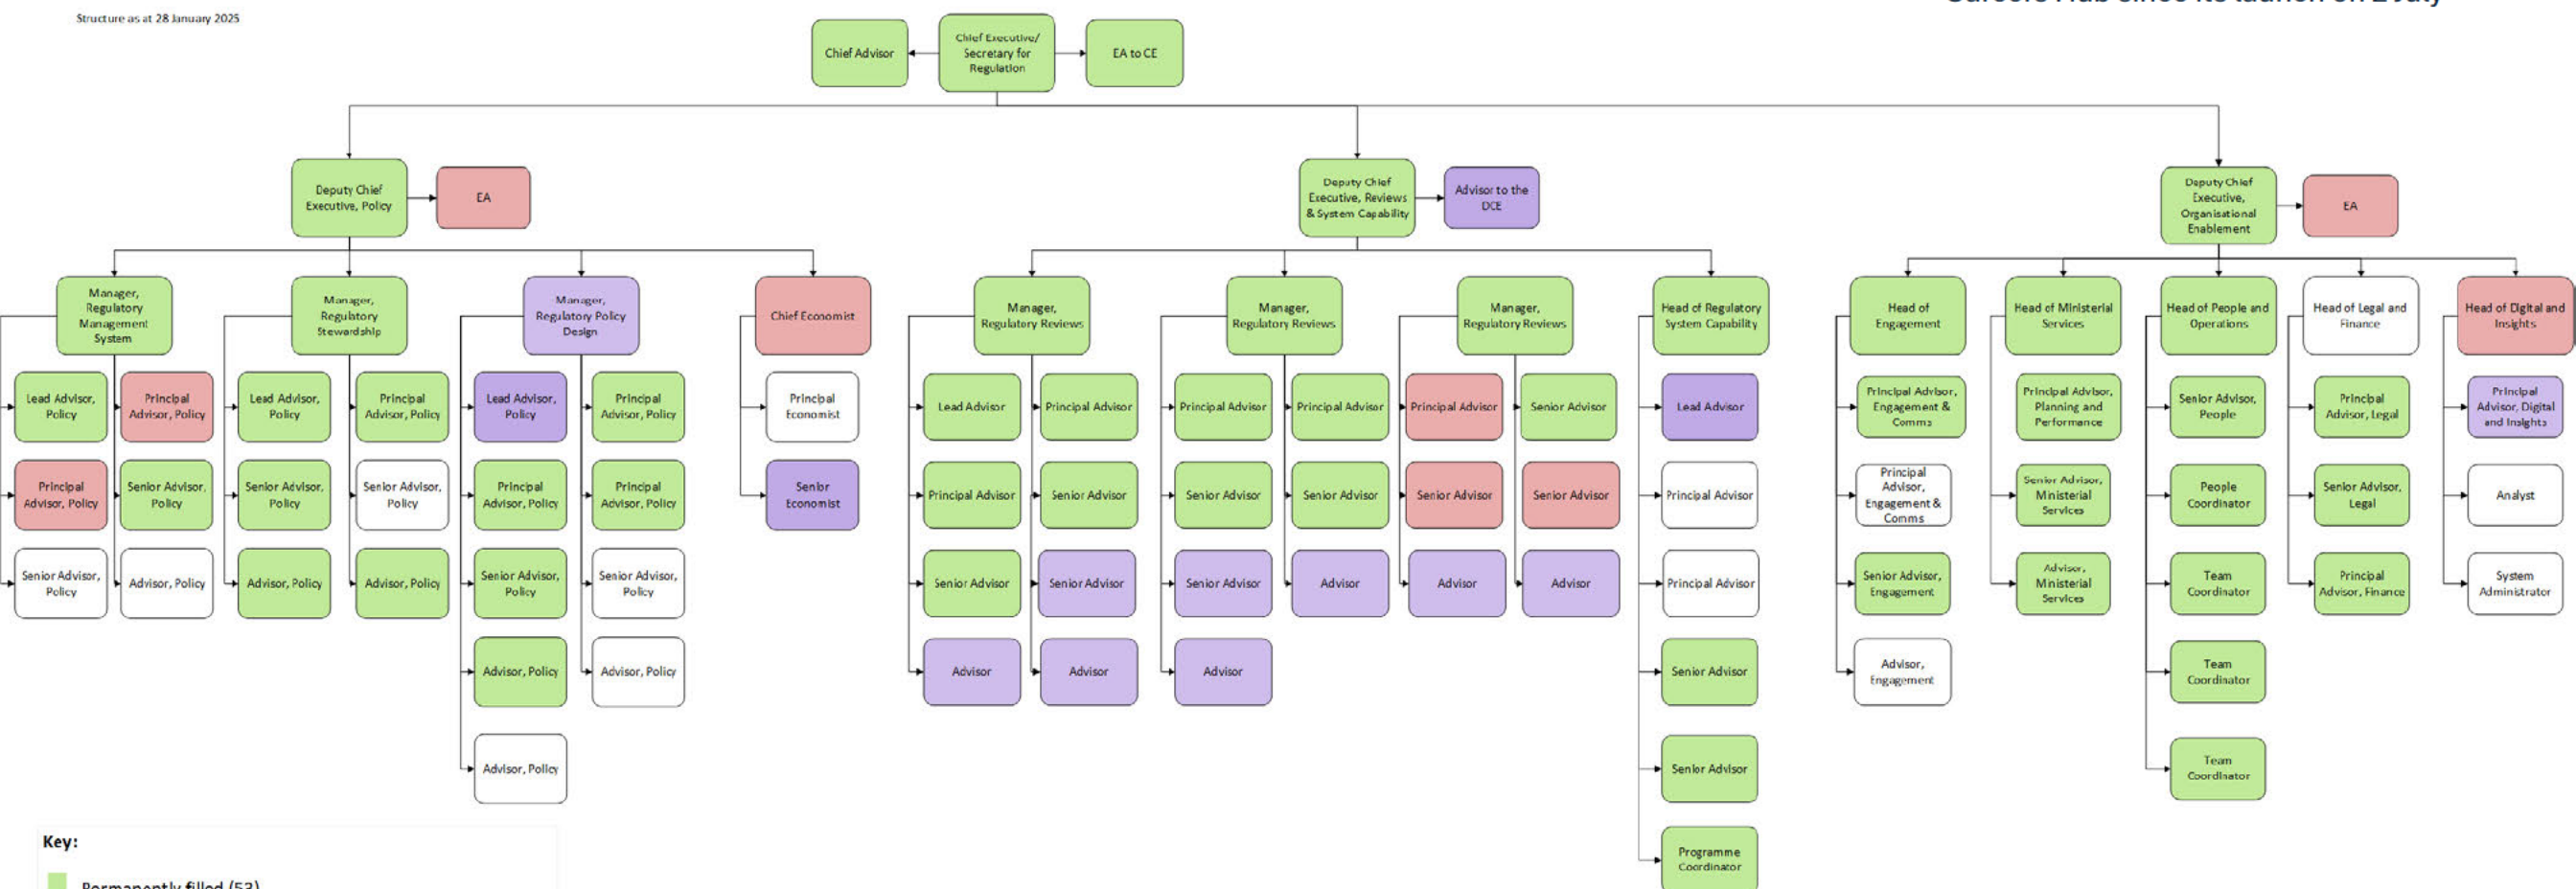 Structure as at 28 January 2025
Chief Advisor
Chief Executive/
Secretary for
Regulation
EA to CE
Deputy Chief
Executive, Policy
EA
Deputy Chief
Executive, Reviews
& System Capability
Advisor to the
DCE
Deputy Chief
Executive,
Organisational
Enablement
EA
Manager,
Regulatory
Management
System
Manager,
Regulatory
Stewardship
Manager,
Regulatory Policy
Design
Chief Economist
Manager,
Regulatory Reviews
Manager,
Regulatory Reviews
Manager,
Regulatory Reviews
Head of Regulatory
System Capability
Head of
Engagement
Head of Ministerial
Services
Head of People and
Operations
Head of Legal and
Finance
Head of Digital and
Insights
Lead Advisor,
Policy
Principal
Advisor, Policy
Lead Advisor,
Policy
Principal
Advisor, Policy
Lead Advisor,
Policy
Principal
Advisor, Policy
Principal
Economist
Lead Advisor
Principal Advisor
Principal Advisor
Principal Advisor
Principal Advisor
Senior Advisor
Lead Advisor
Principal Advisor,
Engagement &
Comms
Principal Advisor,
Planning and
Performance
Senior Advisor,
People
Principal
Advisor, Legal
Principal
Advisor, Digital
and Insights
Principal
Advisor, Policy
Senior Advisor,
Policy
Senior Advisor,
Policy
Senior Advisor,
Policy
Principal
Advisor, Policy
Principal
Advisor, Policy
Senior
Economist
Principal Advisor
Senior Advisor
Senior Advisor
Senior Advisor
Senior Advisor
Senior Advisor
Principal Advisor
Principal
Advisor,
Engagement &
Comms
Senior Advisor,
Ministerial
Services
People
Coordinator
Senior Advisor,
Legal
Analyst
Senior Advisor,
Policy
Advisor, Policy
Advisor, Policy
Advisor, Policy
Senior Advisor,
Policy
Senior Advisor,
Policy
Senior Advisor
Senior Advisor
Senior Advisor
Advisor
Advisor
Advisor
Principal Advisor
Senior Advisor,
Engagement
Advisor,
Ministerial
Services
Team
Coordinator
Principal
Advisor, Finance
System
Administrator
Advisor, Policy
Advisor, Policy
Advisor
Advisor
Advisor
Senior Advisor
Advisor,
Engagement
Team
Coordinator
Advisor, Policy
Senior Advisor
Team
Coordinator
Programme
Coordinator
Key:
Permanently filled (53)